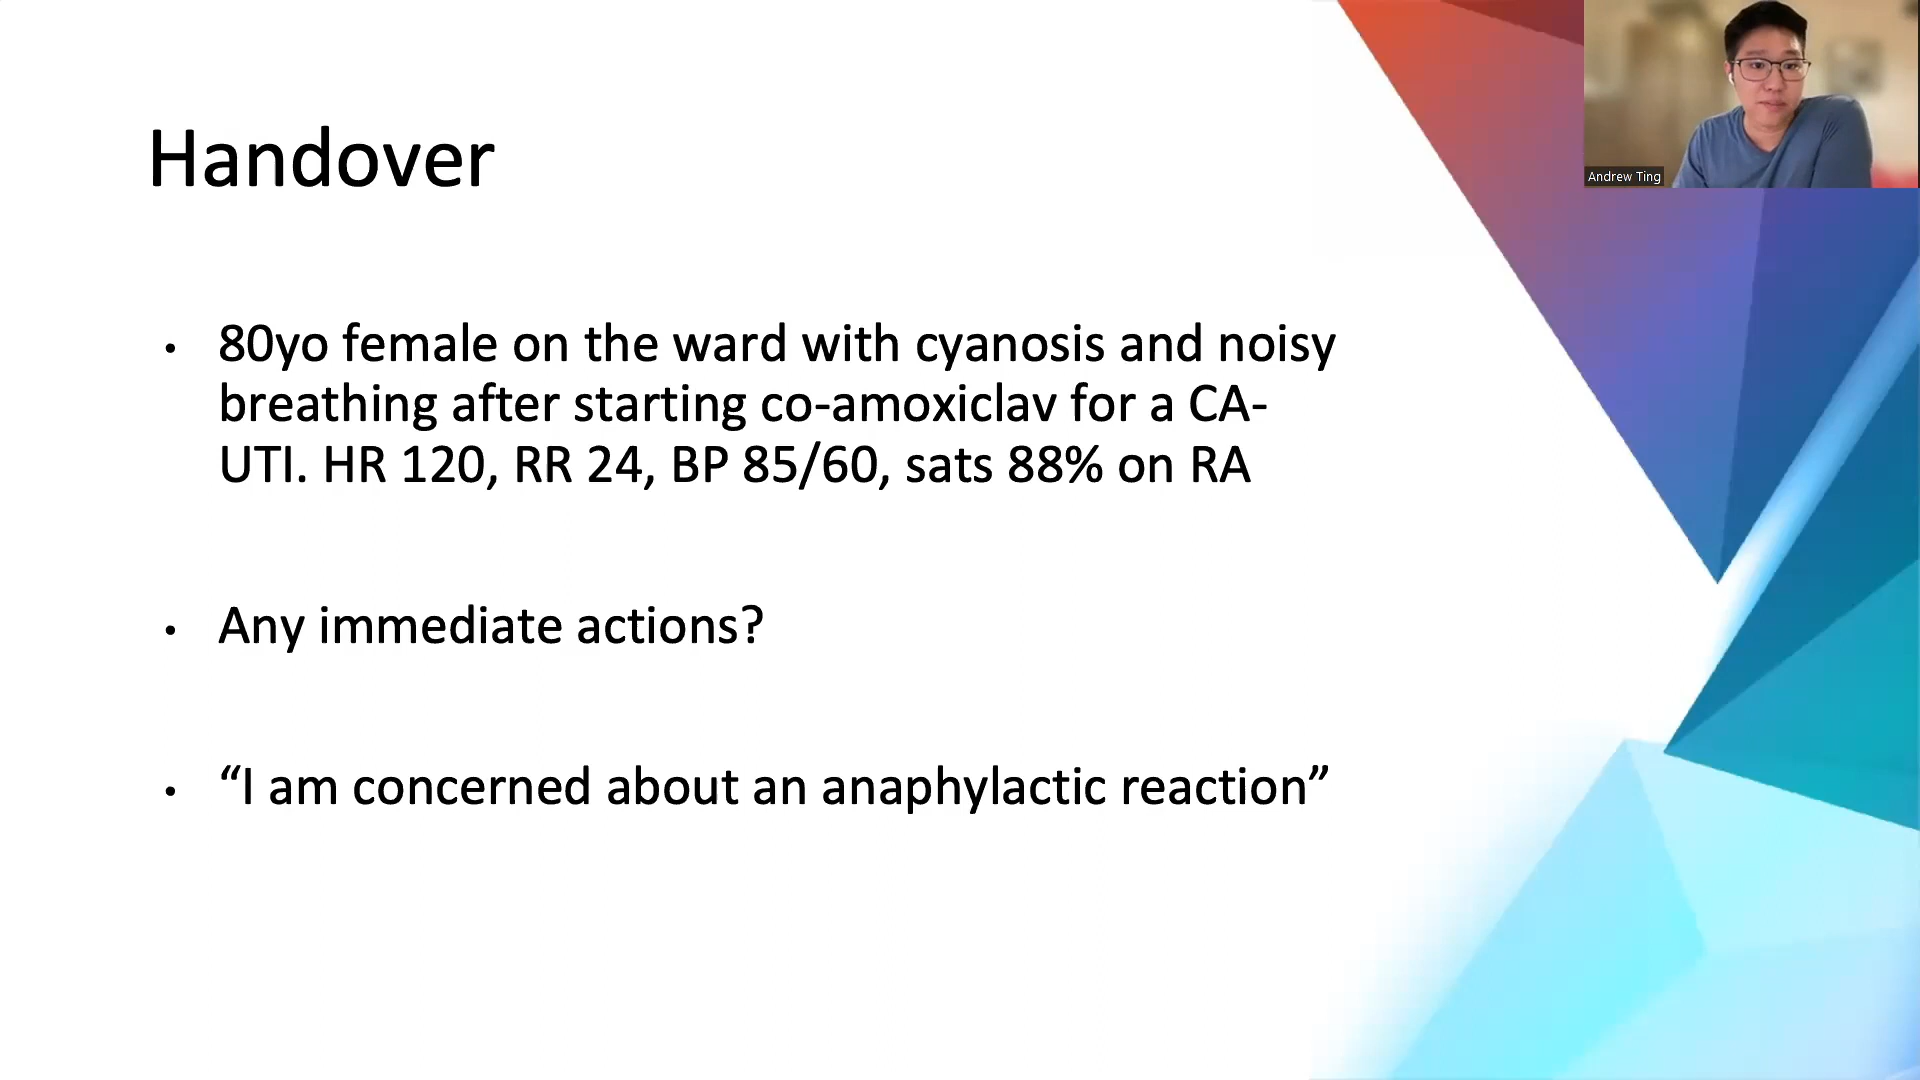 Andrew Ting
Handover
• 80yo female on the ward with cyanosis and noisy
breathing after starting co-amoxiclav for a CA-
UTI. HR 120, RR 24, BP 85/60, sats 88% on RA
• Any immediate actions?
• “I am concerned about an anaphylactic reaction”